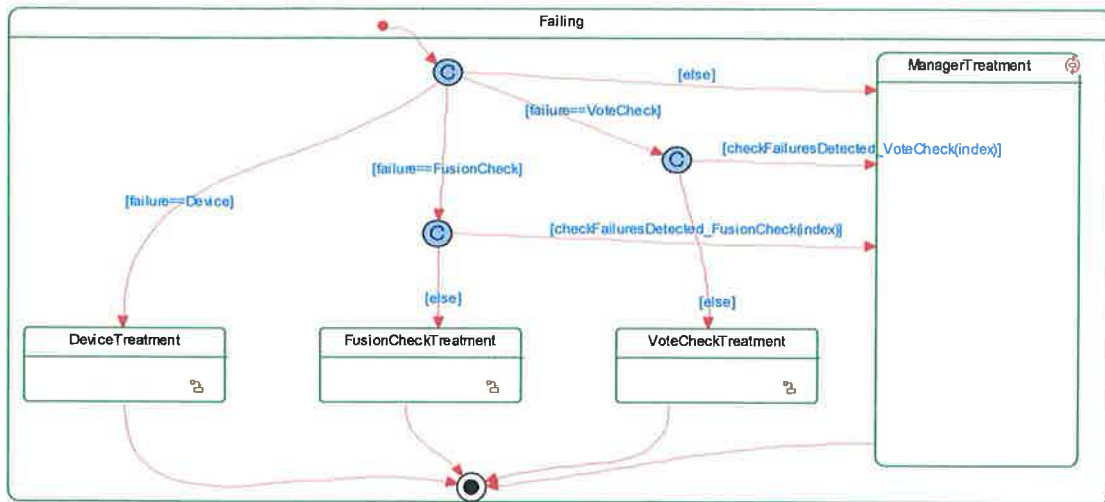 Failing
C
[else]
ManagerTreatment
[failure==VoteCheck]
C
[checkFailuresDetected_VoteCheck(index)]
[failure==FusionCheck]
[failure==Device]
C
[checkFailuresDetected_FusionCheck(index)]
[else]
[else]
DeviceTreatment
FusionCheckTreatment
VoteCheckTreatment